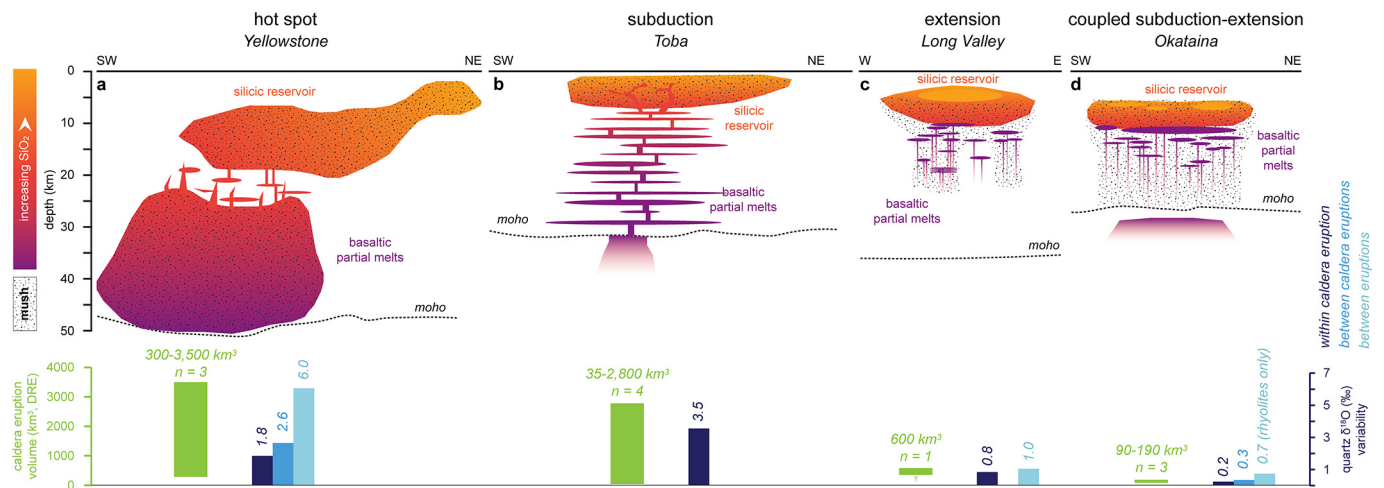 hot spot
Yellowstone
subduction
Toba
extension
Long Valley
coupled subduction-extension
Okataina
SW
NE
SW
NE
W
E
SW
NE
increasing SiO₂
mush
depth (km)
0
10
20
30
40
50
a
silicic reservoir
basaltic
partial melts
moho
b
silicic
reservoir
basaltic
partial melts
moho
c
silicic reservoir
basaltic
partial melts
moho
d
silicic reservoir
basaltic
partial
melts
moho
within caldera eruption
between caldera eruptions
between eruptions
caldera eruption
volume (km³, DRE)
4000
3000
2000
1000
0
300-3,500 km³
n = 3
1.8
2.6
6.0
35-2,800 km³
n = 4
3.5
600 km³
n = 1
?
0.8
1.0
90-190 km³
n = 3
0.2
0.3
0.7 (rhyolites only)
7
5
3
1
quartz δ¹⁸O (‰)
variability